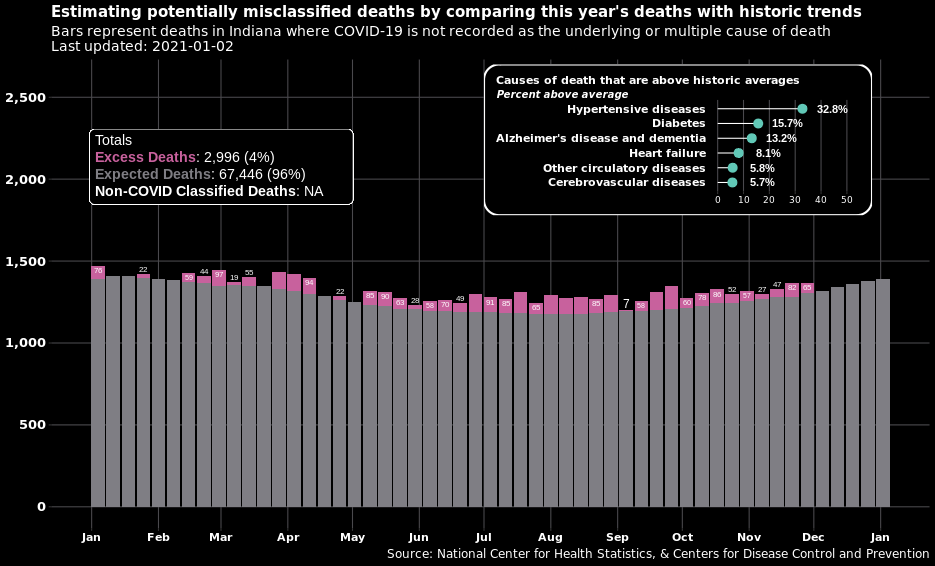 Estimating potentially misclassified deaths by comparing this year's deaths with historic trends
Bars represent deaths in Indiana where COVID-19 is not recorded as the underlying or multiple cause of death
Last updated: 2021-01-02
Causes of death that are above historic averages
Percent above average
Hypertensive diseases 32.8%
Diabetes 15.7%
Alzheimer's disease and dementia 13.2%
Heart failure 8.1%
Other circulatory diseases 5.8%
Cerebrovascular diseases 5.7%
0 10 20 30 40 50
Totals
Excess Deaths: 2,996 (4%)
Expected Deaths: 67,446 (96%)
Non-COVID Classified Deaths: NA
2,500
2,000
1,500
1,000
500
0
76 22 59 44 97 19 55 94 22 85 90 63 28 58 70 49 91 85 65 85 7 58 60 78 86 52 57 27 47 82 65
Jan Feb Mar Apr May Jun Jul Aug Sep Oct Nov Dec Jan
Source: National Center for Health Statistics, & Centers for Disease Control and Prevention